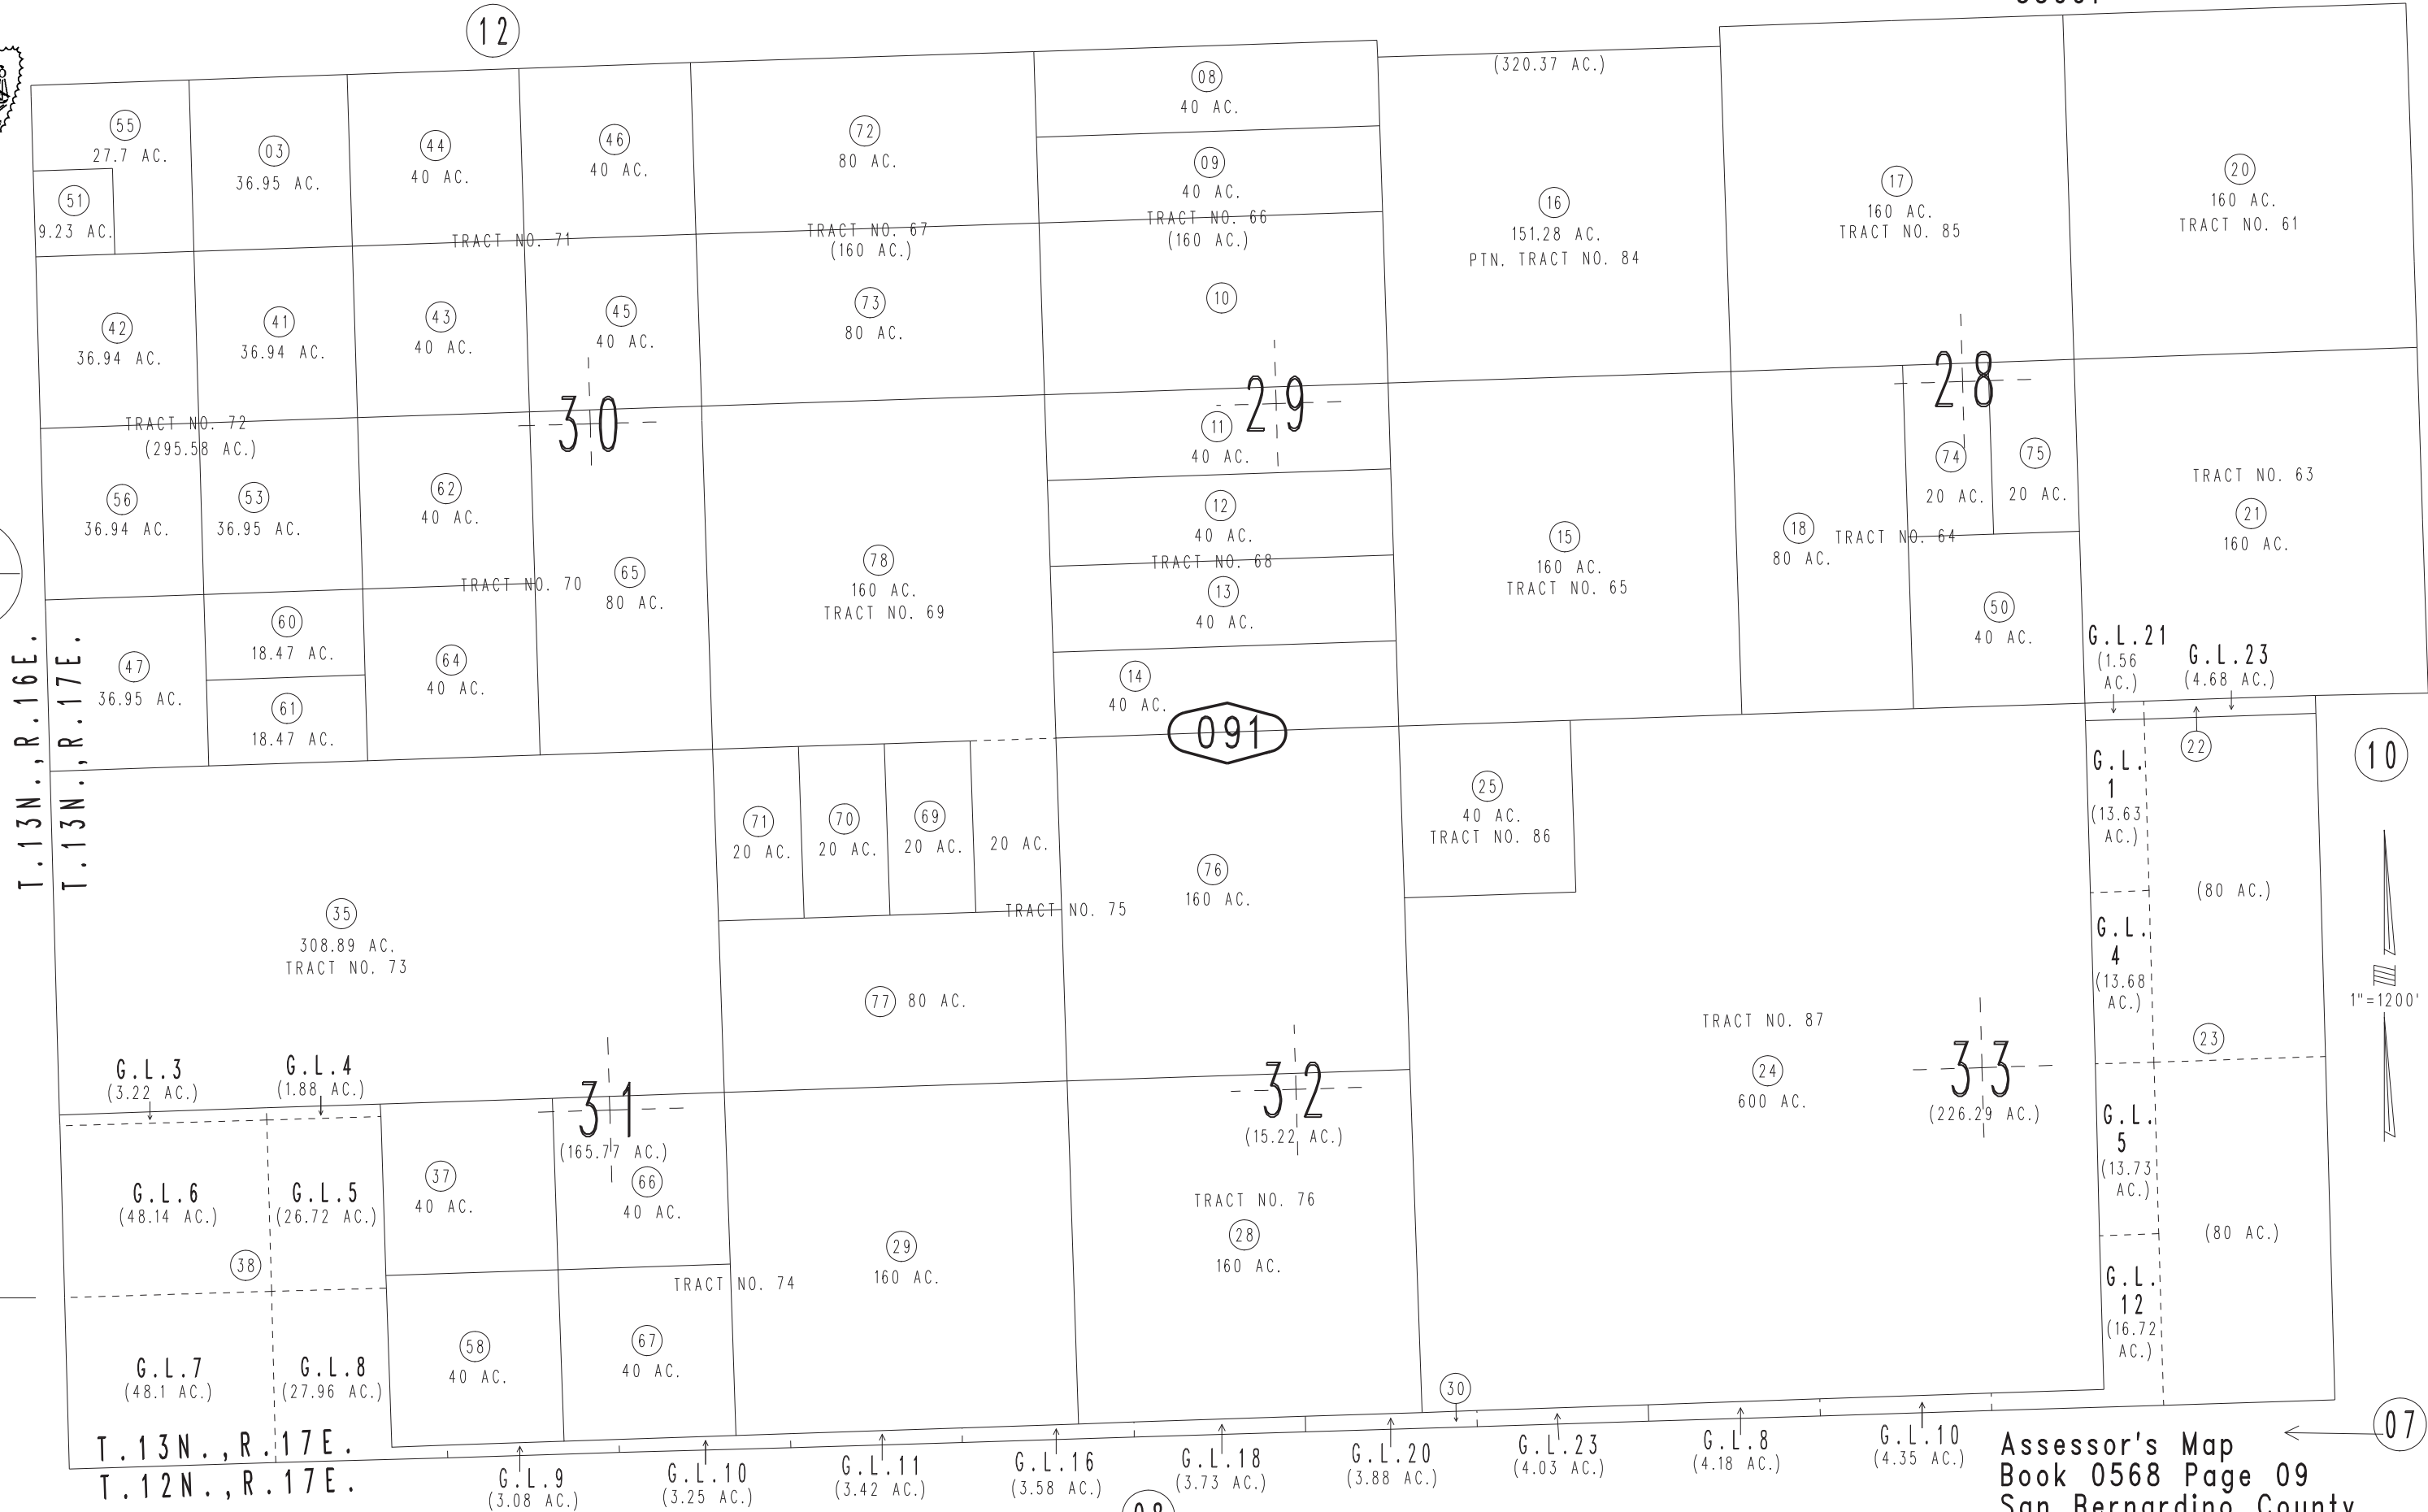 12
(320.37 AC.)
55
27.7 AC.
51
9.23 AC.
03
36.95 AC.
44
40 AC.
46
40 AC.
72
80 AC.
08
40 AC.
09
40 AC.
TRACT NO. 71
TRACT NO. 67
(160 AC.)
TRACT NO. 66
(160 AC.)
16
151.28 AC.
PTN. TRACT NO. 84
17
160 AC.
TRACT NO. 85
20
160 AC.
TRACT NO. 61
42
36.94 AC.
41
36.94 AC.
43
40 AC.
45
40 AC.
73
80 AC.
10
30
29
28
TRACT NO. 72
(295.58 AC.)
11
40 AC.
74
20 AC.
75
20 AC.
TRACT NO. 63
21
160 AC.
56
36.94 AC.
53
36.95 AC.
62
40 AC.
12
40 AC.
TRACT NO. 68
15
160 AC.
TRACT NO. 65
18
80 AC.
TRACT NO. 64
TRACT NO. 70
65
80 AC.
78
160 AC.
TRACT NO. 69
13
40 AC.
50
40 AC.
60
18.47 AC.
47
36.95 AC.
61
18.47 AC.
64
40 AC.
14
40 AC.
G.L.21
(1.56
AC.)
G.L.23
(4.68 AC.)
T.13N.,R.16E.
T.13N.,R.17E.
091
22
10
71
20 AC.
70
20 AC.
69
20 AC.
20 AC.
25
40 AC.
TRACT NO. 86
G.L.
1
(13.63
AC.)
76
160 AC.
TRACT NO. 75
(80 AC.)
35
308.89 AC.
TRACT NO. 73
G.L.
4
(13.68
AC.)
77 80 AC.
1"=1200'
TRACT NO. 87
24
600 AC.
23
G.L.3
(3.22 AC.)
G.L.4
(1.88 AC.)
31
(165.77 AC.)
32
(15.22 AC.)
33
(226.29 AC.)
G.L.
5
(13.73
AC.)
G.L.6
(48.14 AC.)
G.L.5
(26.72 AC.)
37
40 AC.
66
40 AC.
TRACT NO. 76
28
160 AC.
29
160 AC.
(80 AC.)
38
TRACT NO. 74
G.L.
12
(16.72
AC.)
G.L.7
(48.1 AC.)
G.L.8
(27.96 AC.)
58
40 AC.
67
40 AC.
30
07
T.13N.,R.17E.
T.12N.,R.17E.
G.L.9
(3.08 AC.)
G.L.10
(3.25 AC.)
G.L.11
(3.42 AC.)
G.L.16
(3.58 AC.)
G.L.18
(3.73 AC.)
G.L.20
(3.88 AC.)
G.L.23
(4.03 AC.)
G.L.8
(4.18 AC.)
G.L.10
(4.35 AC.)
Assessor's Map
Book 0568 Page 09
San Bernardino County